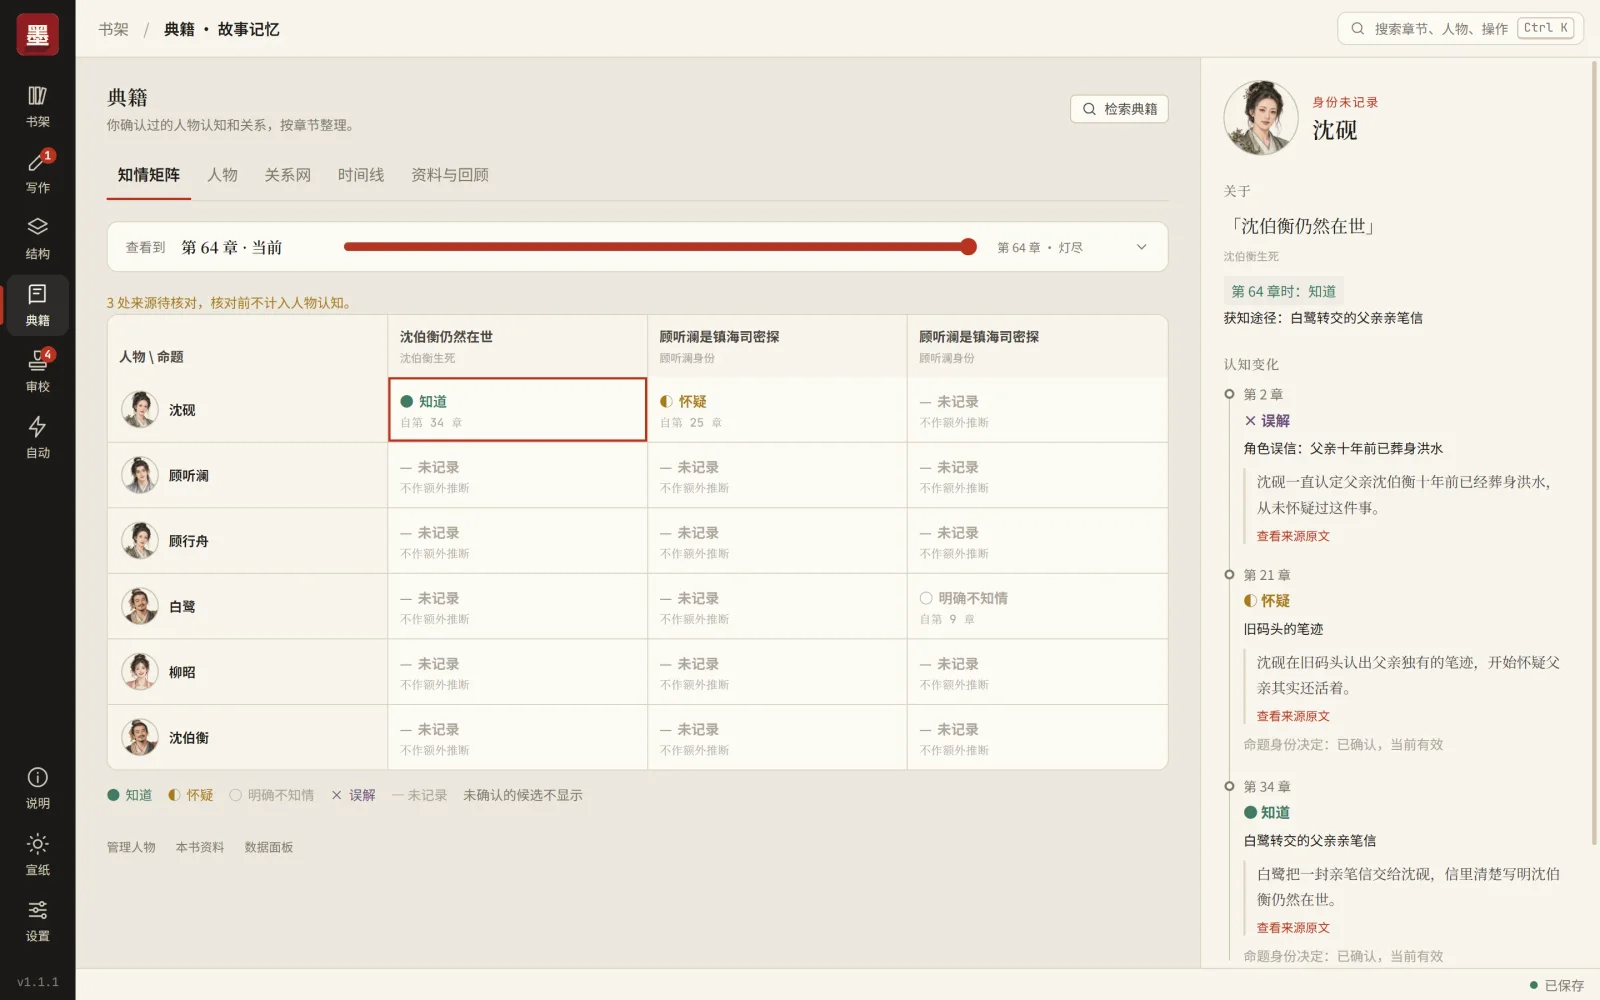 墨
书架
1
写作
结构
典籍
4
审校
自动
说明
宣纸
设置
v1.1.1
书架 / 典籍 · 故事记忆
搜索章节、人物、操作 Ctrl K
典籍
你确认过的人物认知和关系，按章节整理。
检索典籍
知情矩阵 人物 关系网 时间线 资料与回顾
查看到 第 64 章 · 当前 第 64 章 · 灯尽
3 处来源待核对，核对前不计入人物认知。
人物 \ 命题
沈伯衡仍然在世
沈伯衡生死
顾听澜是镇海司密探
顾听澜身份
顾听澜是镇海司密探
顾听澜身份
沈砚
知道
自第 34 章
怀疑
自第 25 章
— 未记录
不作额外推断
顾听澜
— 未记录
不作额外推断
— 未记录
不作额外推断
— 未记录
不作额外推断
顾行舟
— 未记录
不作额外推断
— 未记录
不作额外推断
— 未记录
不作额外推断
白鹭
— 未记录
不作额外推断
— 未记录
不作额外推断
明确不知情
自第 9 章
柳昭
— 未记录
不作额外推断
— 未记录
不作额外推断
— 未记录
不作额外推断
沈伯衡
— 未记录
不作额外推断
— 未记录
不作额外推断
— 未记录
不作额外推断
知道 怀疑 明确不知情 × 误解 — 未记录 未确认的候选不显示
管理人物 本书资料 数据面板
身份未记录
沈砚
关于
「沈伯衡仍然在世」
沈伯衡生死
第 64 章时：知道
获知途径：白鹭转交的父亲亲笔信
认知变化
第 2 章
× 误解
角色误信：父亲十年前已葬身洪水
沈砚一直认定父亲沈伯衡十年前已经葬身洪水，
从未怀疑过这件事。
查看来源原文
第 21 章
怀疑
旧码头的笔迹
沈砚在旧码头认出父亲独有的笔迹，开始怀疑父
亲其实还活着。
查看来源原文
命题身份决定：已确认，当前有效
第 34 章
知道
白鹭转交的父亲亲笔信
白鹭把一封亲笔信交给沈砚，信里清楚写明沈伯
衡仍然在世。
查看来源原文
命题身份决定：已确认，当前有效
已保存